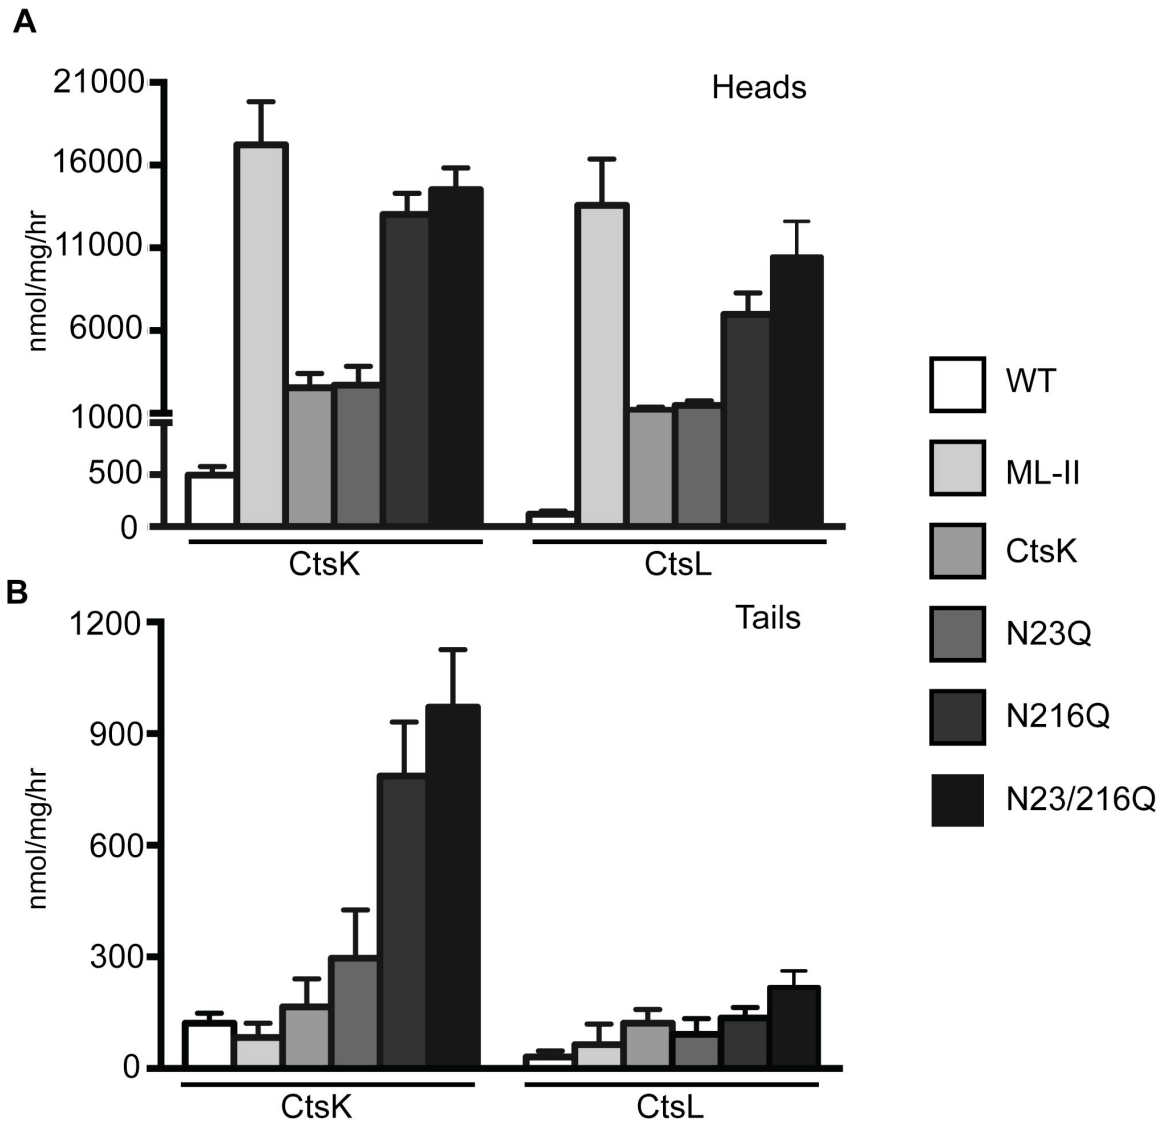 A
Heads
nmol/mg/hr
21000
16000
11000
6000
1000
1000
500
0
CtsK
CtsL
WT
ML-II
CtsK
N23Q
N216Q
N23/216Q
B
Tails
nmol/mg/hr
1200
900
600
300
0
CtsK
CtsL